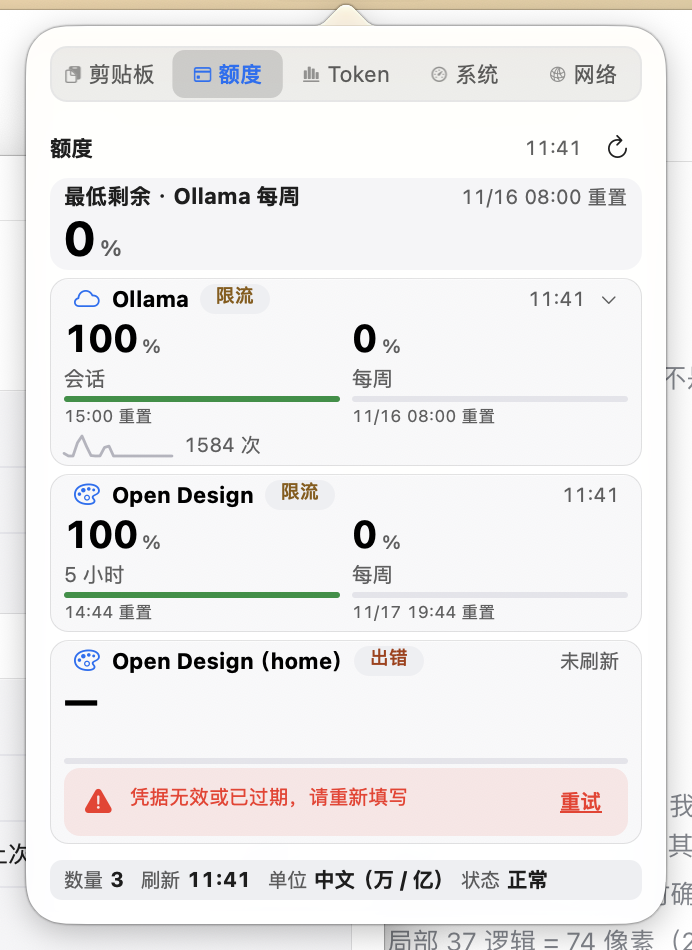 剪贴板 额度 Token 系统 网络
额度 11:41
最低剩余 · Ollama 每周 11/16 08:00 重置
0 %
Ollama 限流 11:41
100 % 0 %
会话 每周
15:00 重置 11/16 08:00 重置
1584 次
Open Design 限流 11:41
100 % 0 %
5 小时 每周
14:44 重置 11/17 19:44 重置
Open Design (home) 出错 未刷新
—
凭据无效或已过期，请重新填写 重试
数量 3 刷新 11:41 单位 中文（万 / 亿） 状态 正常
不是
我
其
上次
确
局部 37 逻辑 = 74 像素（2